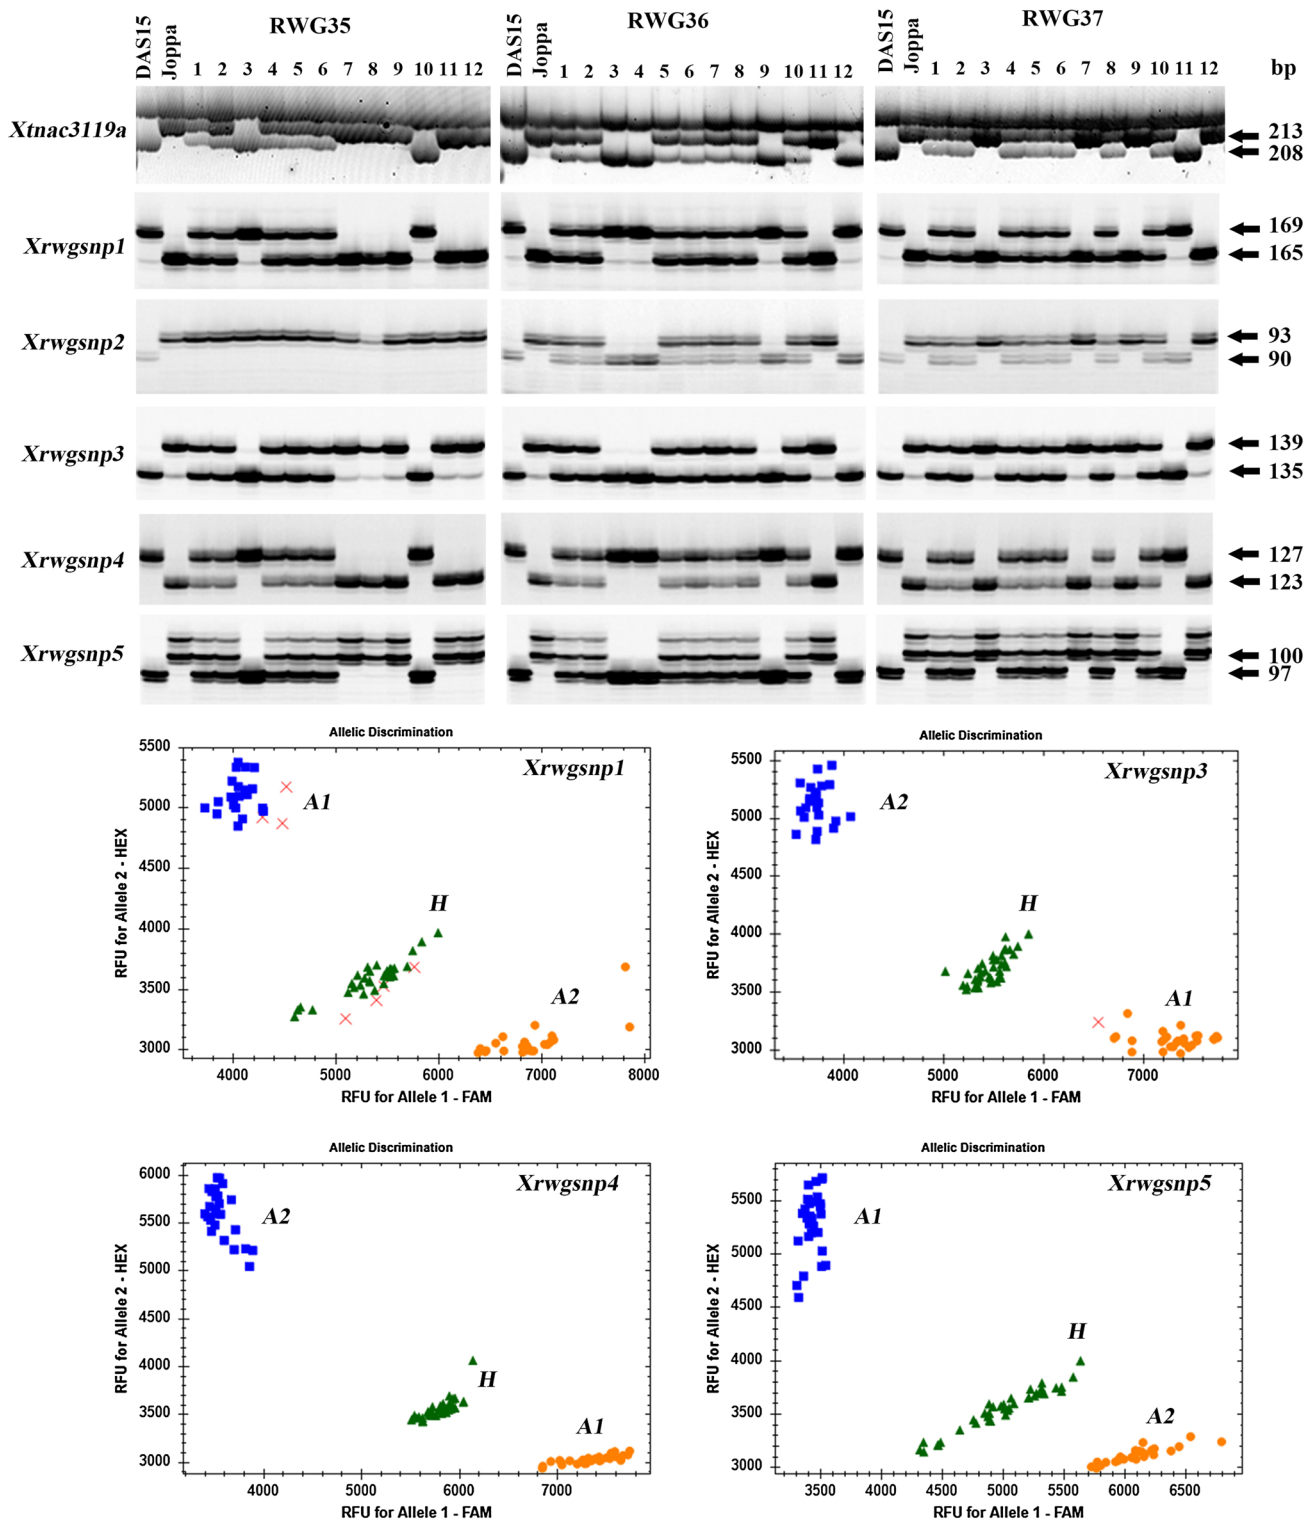 RWG35 RWG36 RWG37
DAS15 Joppa 1 2 3 4 5 6 7 8 9 10 11 12 DAS15 Joppa 1 2 3 4 5 6 7 8 9 10 11 12 DAS15 Joppa 1 2 3 4 5 6 7 8 9 10 11 12 bp
Xtnac3119a 213
208
Xrwgsnp1 169
165
Xrwgsnp2 93
90
Xrwgsnp3 139
135
Xrwgsnp4 127
123
Xrwgsnp5 100
97
Allelic Discrimination
Xrwgsnp1
A1
H
A2
5500
5000
4500
4000
3500
3000
4000 5000 6000 7000 8000
RFU for Allele 2 - HEX
RFU for Allele 1 - FAM
Allelic Discrimination
Xrwgsnp3
A2
H
A1
5500
5000
4500
4000
3500
3000
4000 5000 6000 7000
RFU for Allele 2 - HEX
RFU for Allele 1 - FAM
Allelic Discrimination
Xrwgsnp4
A2
H
A1
6000
5500
5000
4500
4000
3500
3000
4000 5000 6000 7000
RFU for Allele 2 - HEX
RFU for Allele 1 - FAM
Allelic Discrimination
Xrwgsnp5
A1
H
A2
5500
5000
4500
4000
3500
3000
3500 4000 4500 5000 5500 6000 6500
RFU for Allele 2 - HEX
RFU for Allele 1 - FAM